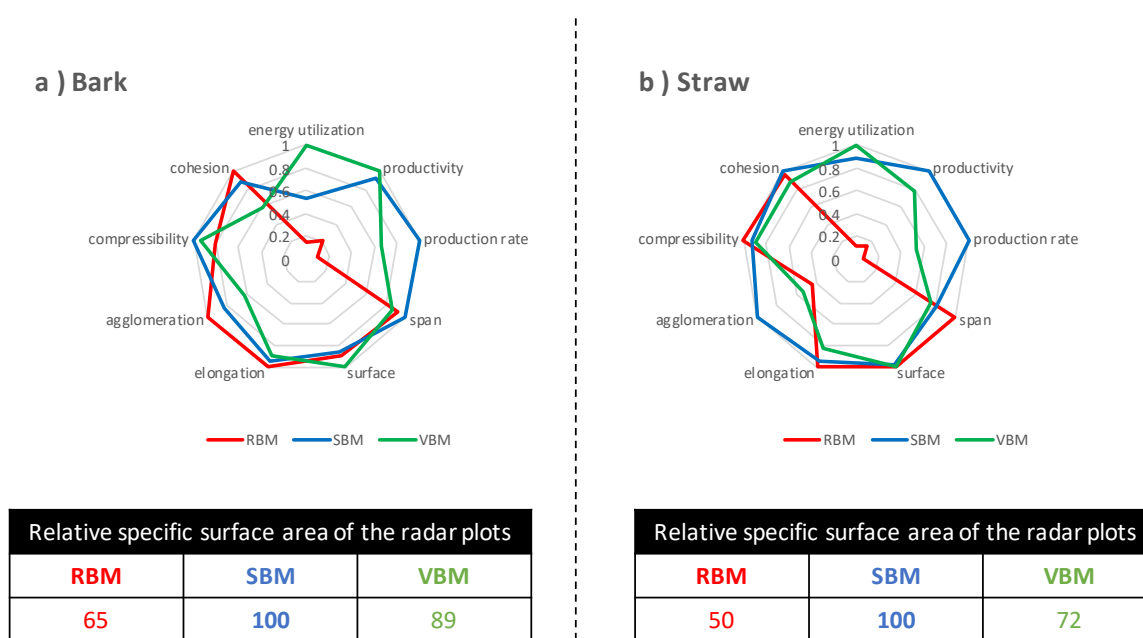 a ) Bark
energy utilization
1
0.8
0.6
0.4
0.2
0
productivity
production rate
span
surface
elongation
agglomeration
compressibility
cohesion
RBM SBM VBM
Relative specific surface area of the radar plots
RBM SBM VBM
65 100 89
b ) Straw
energy utilization
1
0.8
0.6
0.4
0.2
0
productivity
production rate
span
surface
elongation
agglomeration
compressibility
cohesion
RBM SBM VBM
Relative specific surface area of the radar plots
RBM SBM VBM
50 100 72